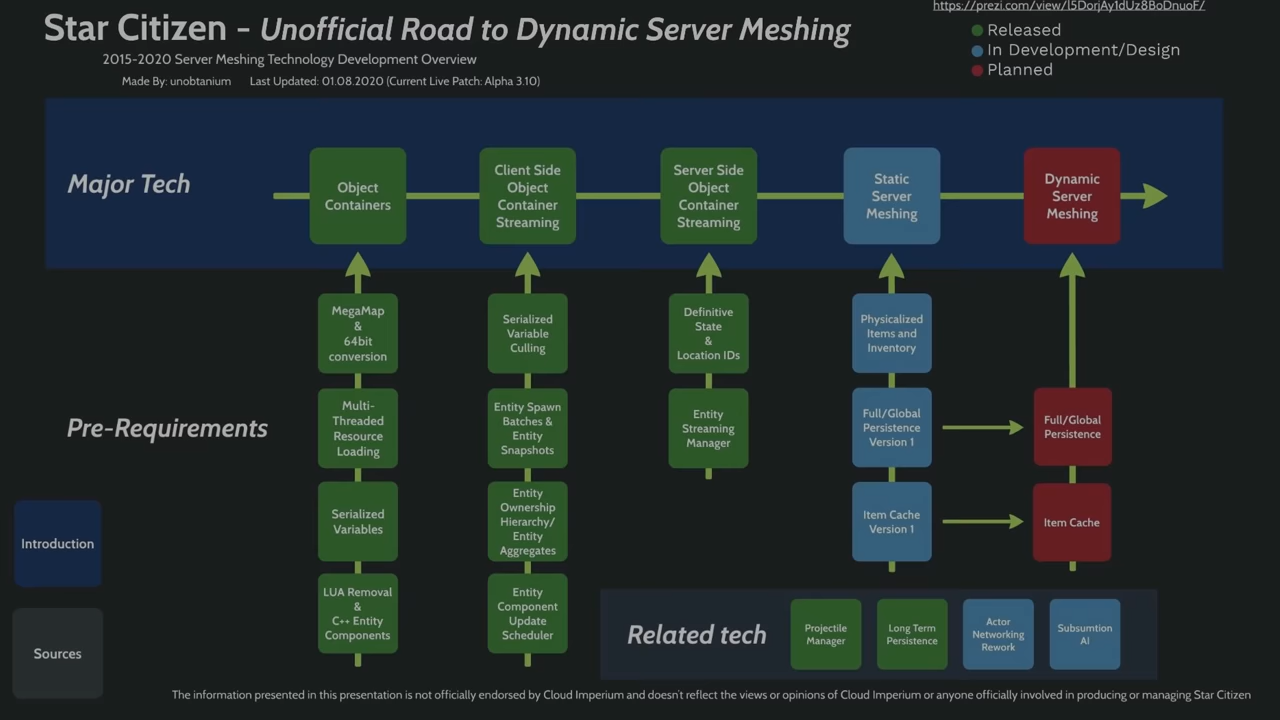 https://prezi.com/view/l5DorjAy1dUz8BoDnuoF/
Star Citizen - Unofficial Road to Dynamic Server Meshing
2015-2020 Server Meshing Technology Development Overview
Made By: unobtanium Last Updated: 01.08.2020 (Current Live Patch: Alpha 3.10)
Released
In Development/Design
Planned
Major Tech
Object
Containers
Client Side
Object
Container
Streaming
Server Side
Object
Container
Streaming
Static
Server
Meshing
Dynamic
Server
Meshing
Pre-Requirements
MegaMap
&
64bit
conversion
Multi-
Threaded
Resource
Loading
Serialized
Variables
LUA Removal
&
C++ Entity
Components
Serialized
Variable
Culling
Entity Spawn
Batches &
Entity
Snapshots
Entity
Ownership
Hierarchy/
Entity
Aggregates
Entity
Component
Update
Scheduler
Definitive
State
&
Location IDs
Entity
Streaming
Manager
Physicalized
Items and
Inventory
Full/Global
Persistence
Version 1
Item Cache
Version 1
Full/Global
Persistence
Item Cache
Introduction
Sources
Related tech
Projectile
Manager
Long Term
Persistence
Actor
Networking
Rework
Subsumtion
AI
The information presented in this presentation is not officially endorsed by Cloud Imperium and doesn't reflect the views or opinions of Cloud Imperium or anyone officially involved in producing or managing Star Citizen